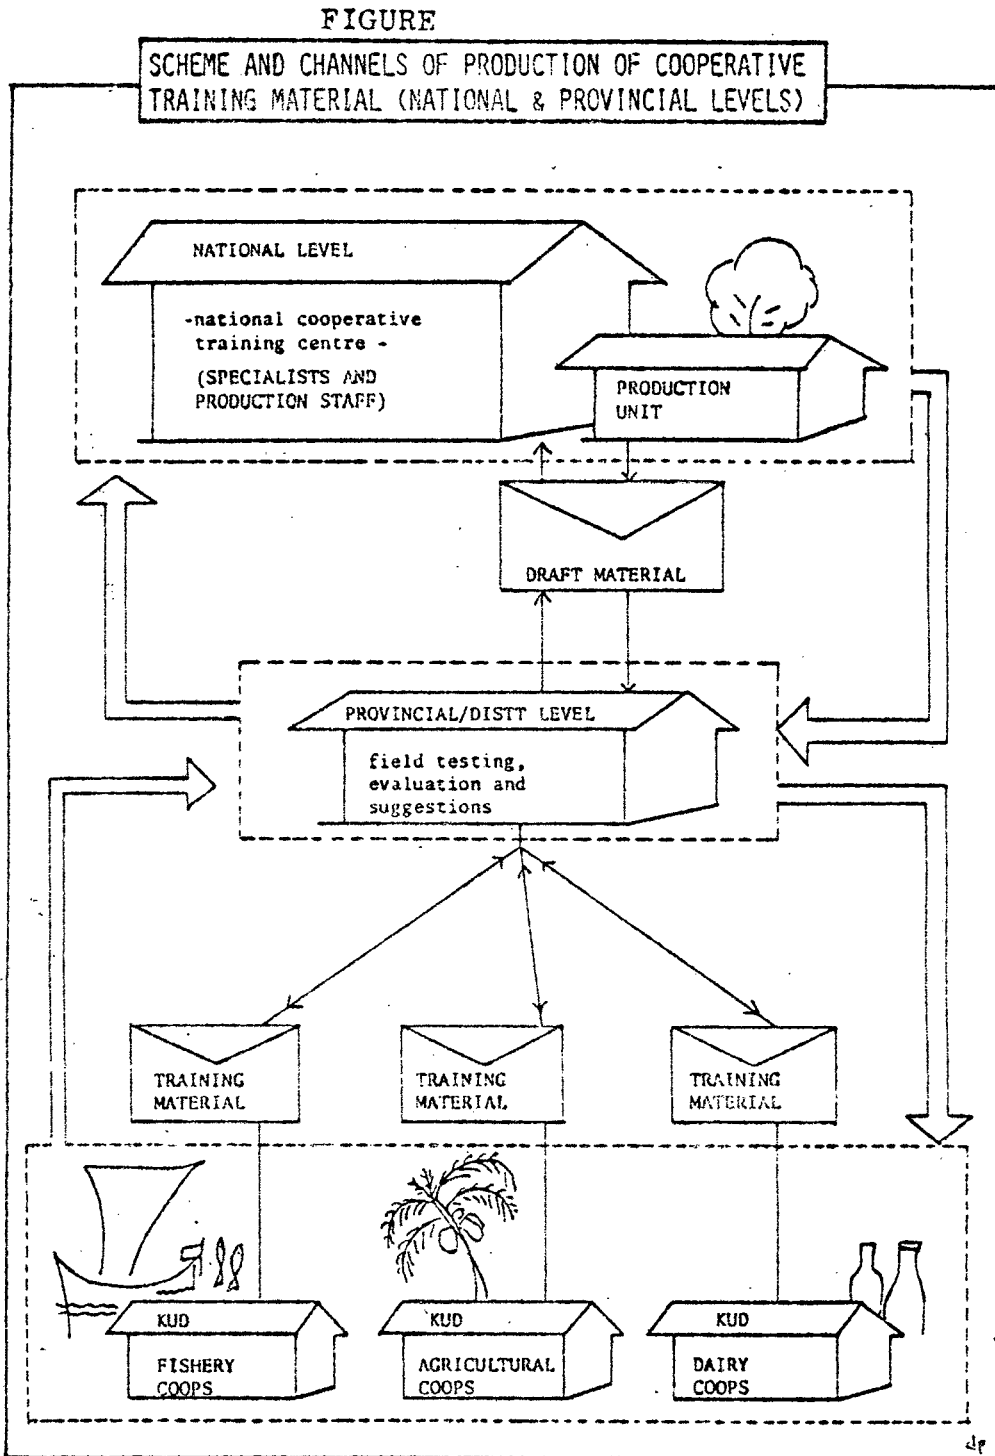 FIGURE
SCHEME AND CHANNELS OF PRODUCTION OF COOPERATIVE
TRAINING MATERIAL (NATIONAL & PROVINCIAL LEVELS)
NATIONAL LEVEL
-national cooperative
training centre -
(SPECIALISTS AND
PRODUCTION STAFF)
PRODUCTION
UNIT
DRAFT MATERIAL
PROVINCIAL/DISTT LEVEL
field testing,
evaluation and
suggestions
TRAINING
MATERIAL
TRAINING
MATERIAL
TRAINING
MATERIAL
KUD
FISHERY
COOPS
KUD
AGRICULTURAL
COOPS
KUD
DAIRY
COOPS